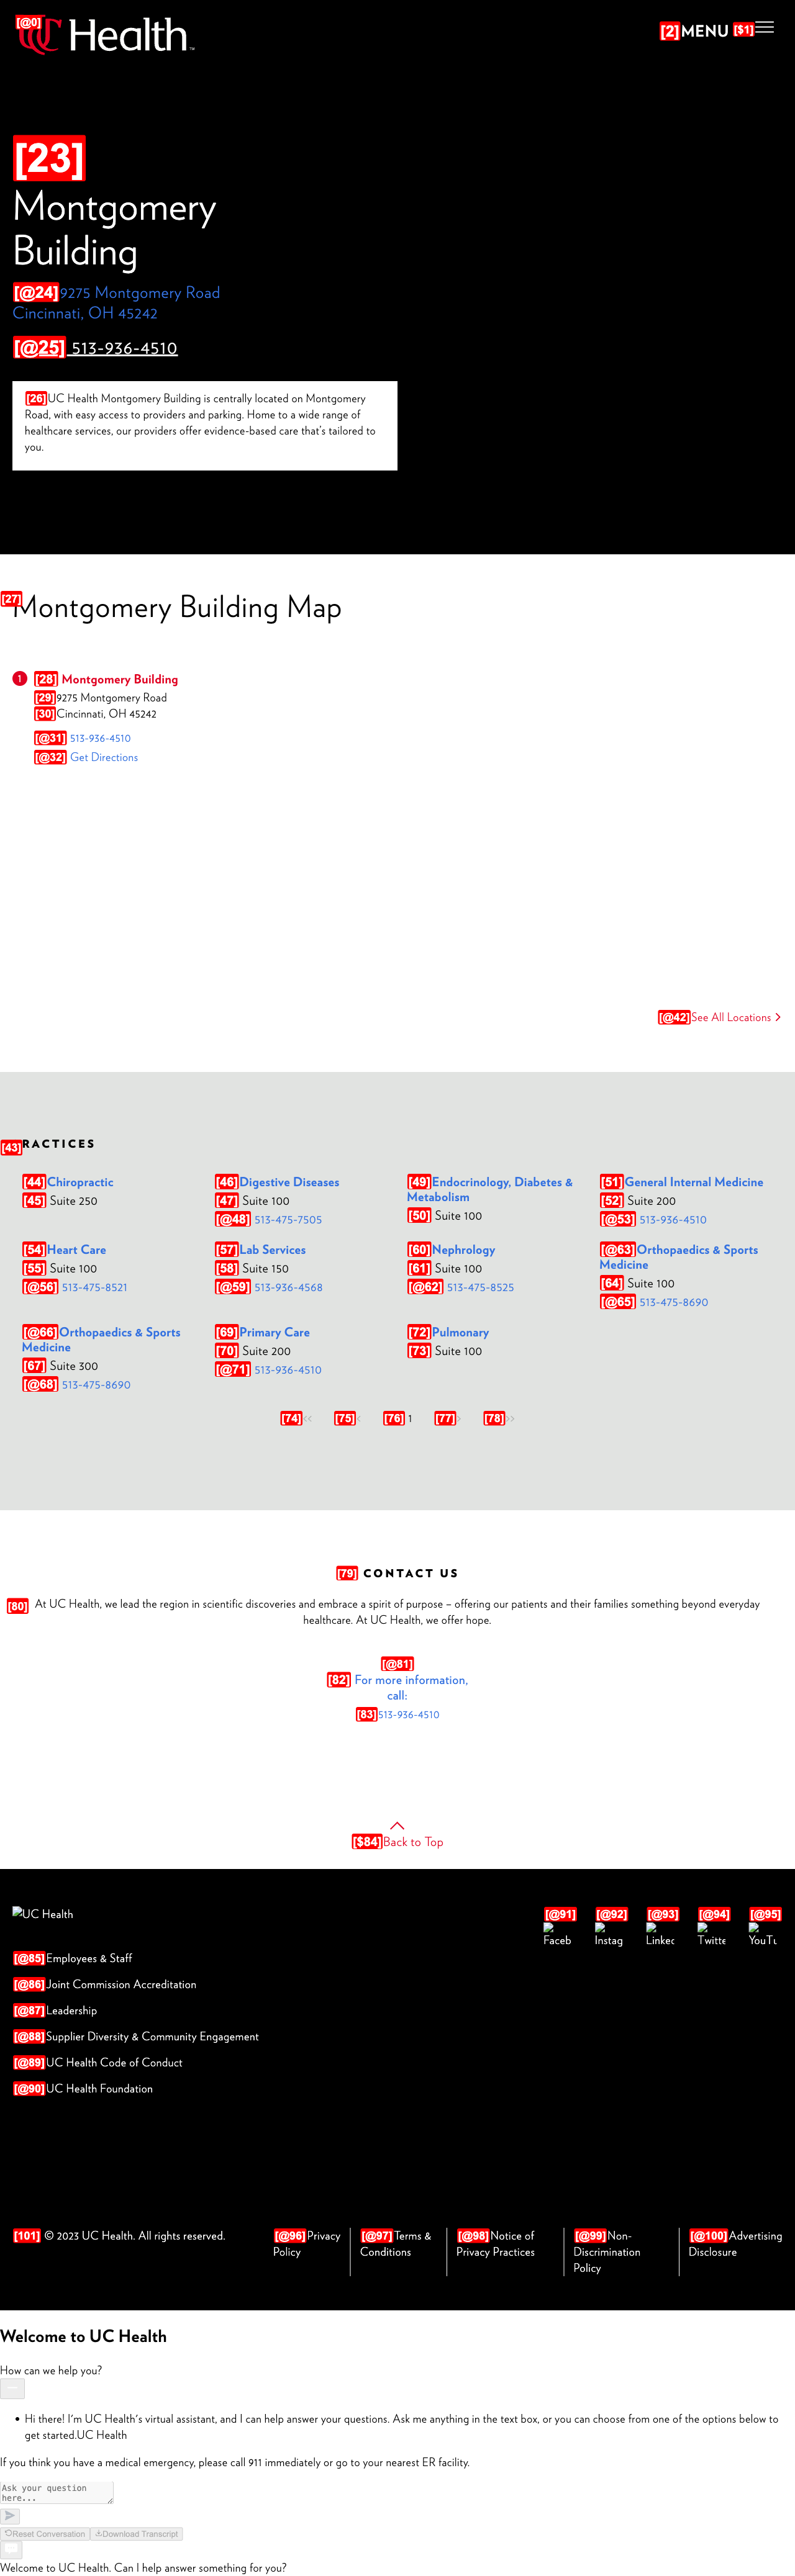 [@0] UC Health™
[2] MENU [$1]
[23]
Montgomery
Building
[@24] 9275 Montgomery Road
Cincinnati, OH 45242
[@25] 513-936-4510
[26] UC Health Montgomery Building is centrally located on Montgomery
Road, with easy access to providers and parking. Home to a wide range of
healthcare services, our providers offer evidence-based care that's tailored to
you.
[27] Montgomery Building Map
1 [28] Montgomery Building
[29] 9275 Montgomery Road
[30] Cincinnati, OH 45242
[@31] 513-936-4510
[@32] Get Directions
[@42] See All Locations
[43] RACTICES
[44] Chiropractic
[45] Suite 250
[46] Digestive Diseases
[47] Suite 100
[@48] 513-475-7505
[49] Endocrinology, Diabetes &
Metabolism
[50] Suite 100
[51] General Internal Medicine
[52] Suite 200
[@53] 513-936-4510
[54] Heart Care
[55] Suite 100
[@56] 513-475-8521
[57] Lab Services
[58] Suite 150
[@59] 513-936-4568
[60] Nephrology
[61] Suite 100
[@62] 513-475-8525
[@63] Orthopaedics & Sports
Medicine
[64] Suite 100
[@65] 513-475-8690
[@66] Orthopaedics & Sports
Medicine
[67] Suite 300
[@68] 513-475-8690
[69] Primary Care
[70] Suite 200
[@71] 513-936-4510
[72] Pulmonary
[73] Suite 100
[74] ‹‹ [75] ‹ [76] 1 [77] › [78] ››
[79] CONTACT US
[80] At UC Health, we lead the region in scientific discoveries and embrace a spirit of purpose – offering our patients and their families something beyond everyday
healthcare. At UC Health, we offer hope.
[@81]
[82] For more information,
call:
[83] 513-936-4510
[$84] Back to Top
UC Health
[@91] [@92] [@93] [@94] [@95]
Faceb Instag Linkec Twitte YouTu
[@85] Employees & Staff
[@86] Joint Commission Accreditation
[@87] Leadership
[@88] Supplier Diversity & Community Engagement
[@89] UC Health Code of Conduct
[@90] UC Health Foundation
[101] © 2023 UC Health. All rights reserved.
[@96] Privacy
Policy
[@97] Terms &
Conditions
[@98] Notice of
Privacy Practices
[@99] Non-
Discrimination
Policy
[@100] Advertising
Disclosure
Welcome to UC Health
How can we help you?
• Hi there! I'm UC Health's virtual assistant, and I can help answer your questions. Ask me anything in the text box, or you can choose from one of the options below to
get started.UC Health
If you think you have a medical emergency, please call 911 immediately or go to your nearest ER facility.
Ask your question
here...
Reset Conversation Download Transcript
Welcome to UC Health. Can I help answer something for you?